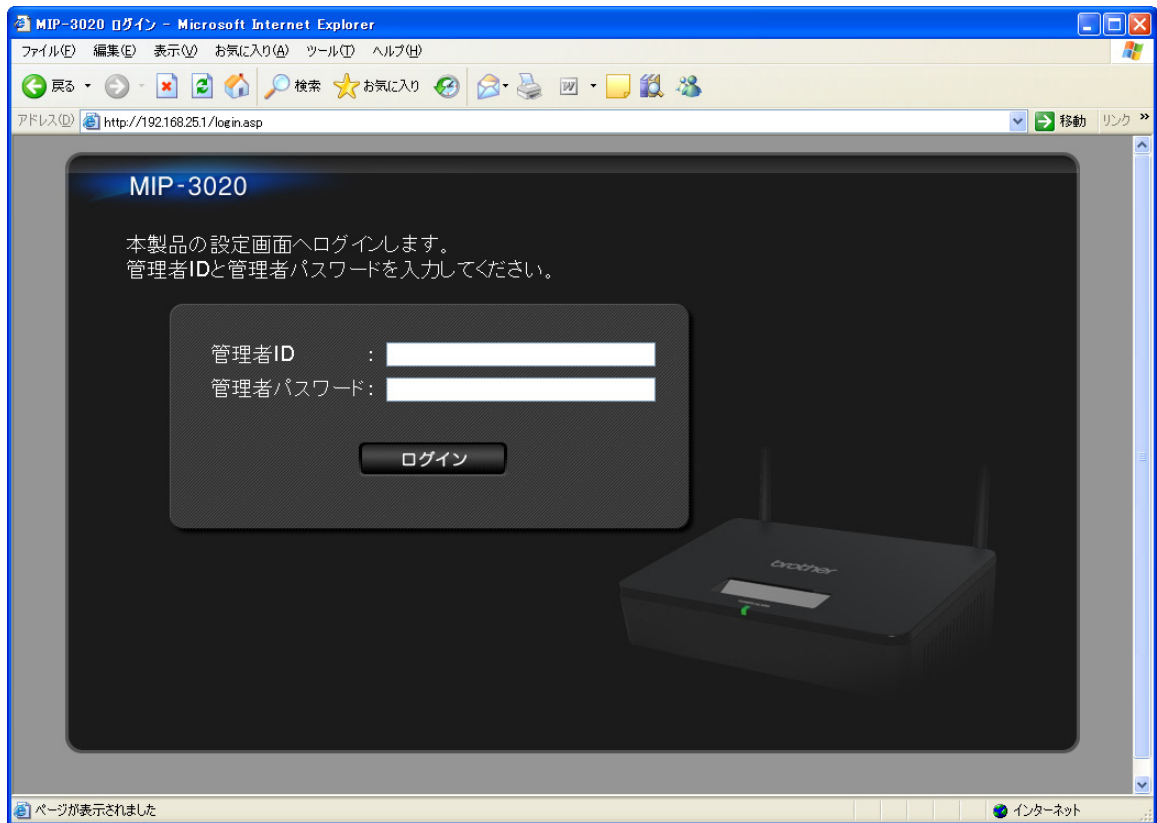 MIP-3020 ログイン - Microsoft Internet Explorer
ファイル(F) 編集(E) 表示(V) お気に入り(A) ツール(T) ヘルプ(H)
戻る 検索 お気に入り
アドレス(D) http://192.168.25.1/login.asp 移動 リンク »
MIP-3020
本製品の設定画面へログインします。
管理者IDと管理者パスワードを入力してください。
管理者ID :
管理者パスワード:
ログイン
brother
ページが表示されました インターネット